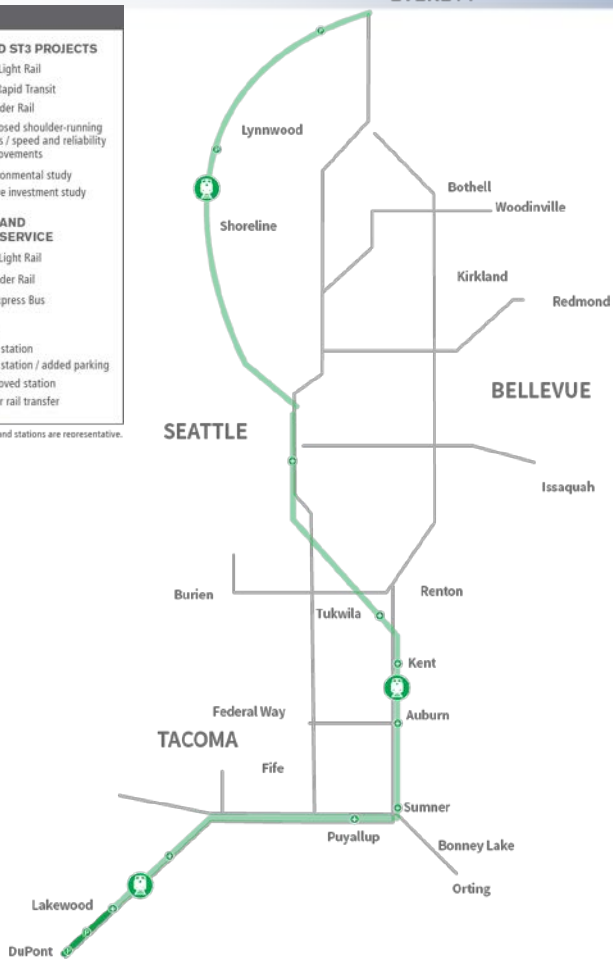 D ST3 PROJECTS
Light Rail
Rapid Transit
der Rail
osed shoulder-running
s / speed and reliability
ovements
onmental study
e investment study
AND
SERVICE
Light Rail
der Rail
press Bus
station
station / added parking
oved station
r rail transfer
and stations are representative.
Lynnwood
Bothell
Woodinville
Shoreline
Kirkland
Redmond
BELLEVUE
SEATTLE
Issaquah
Burien
Renton
Tukwila
Kent
Federal Way
Auburn
TACOMA
Fife
Sumner
Puyallup
Bonney Lake
Orting
Lakewood
DuPont